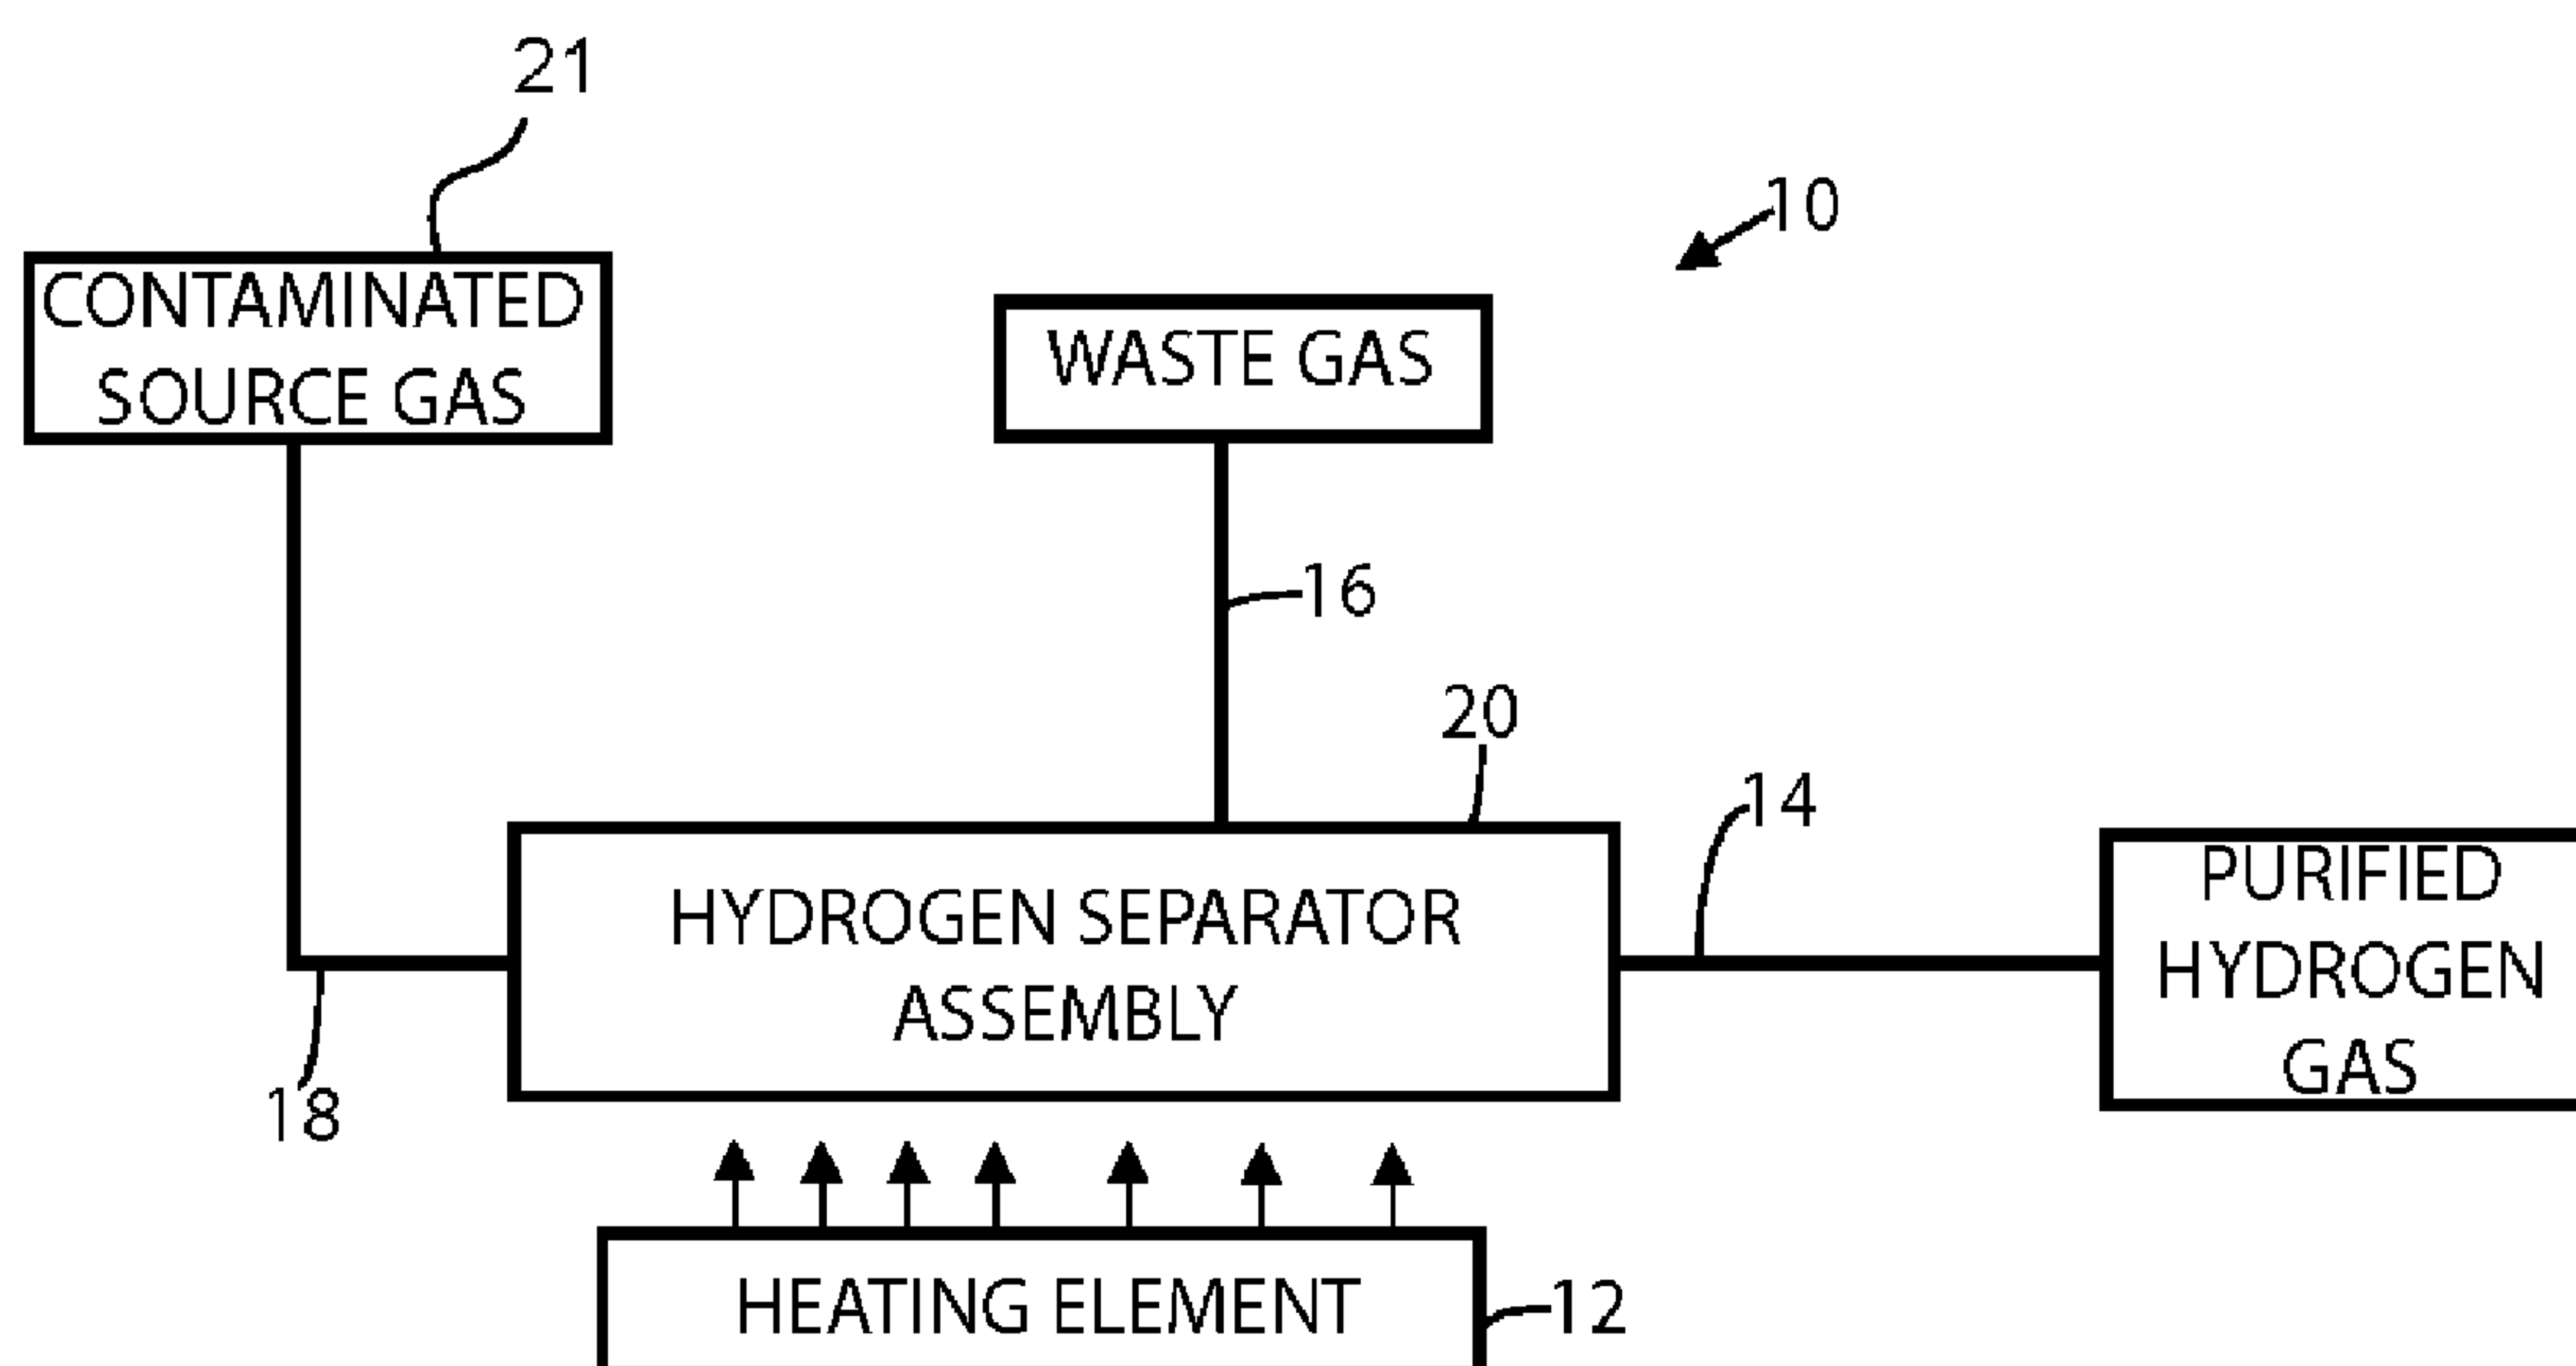 21
10
CONTAMINATED
SOURCE GAS
WASTE GAS
16
20
14
HYDROGEN SEPARATOR
ASSEMBLY
PURIFIED
HYDROGEN
GAS
18
HEATING ELEMENT
12